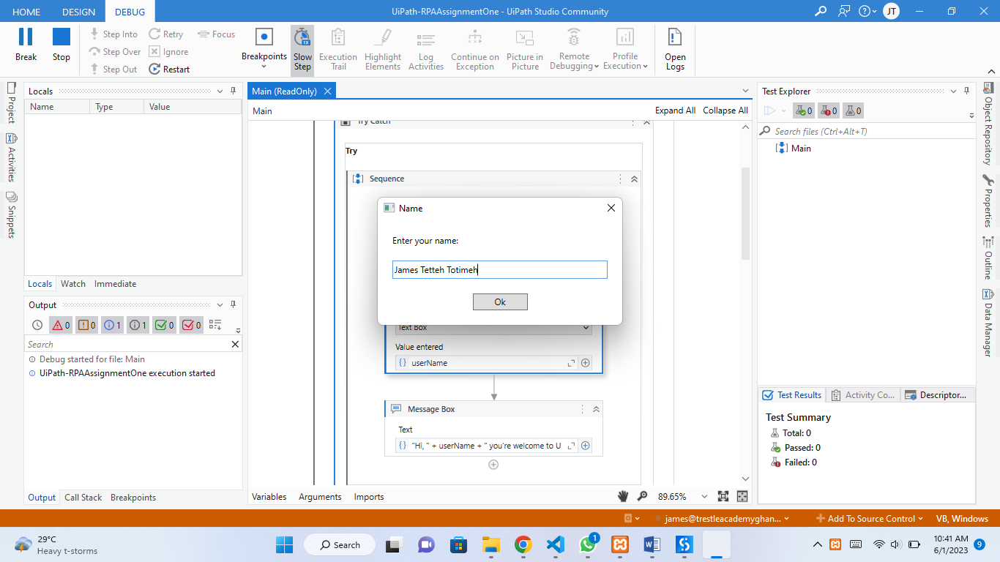 HOME DESIGN DEBUG UiPath-RPAAssignmentOne - UiPath Studio Community JT
Break
Stop
Step Into
Step Over
Step Out
Retry
Ignore
Restart
Focus
Breakpoints
1X
Slow Step
Execution Trail
Highlight Elements
Log Activities
Continue on Exception
Picture in Picture
Remote Debugging
Profile Execution
Open Logs
Project
Activities
Snippets
Locals
Name Type Value
Locals Watch Immediate
Output
0 0 1 1 0 0
Search
Debug started for file: Main
UiPath-RPAAssignmentOne execution started
Output Call Stack Breakpoints
Main (ReadOnly)
Main Expand All Collapse All
Try Catch
Try
Sequence
Name
Enter your name:
James Tetteh Totimeh
Ok
Text Box
Value entered
userName
Message Box
Text
"Hi, " + userName + " you're welcome to U
Variables Arguments Imports 89.65%
Test Explorer
0 0 0
Search files (Ctrl+Alt+T)
Main
Test Results Activity Co... Descriptor...
Test Summary
Total: 0
Passed: 0
Failed: 0
Object Repository
Properties
Outline
Data Manager
james@trestleacademyghan... Add To Source Control VB, Windows
29°C
Heavy t-storms
Search
1
10:41 AM
6/1/2023
9